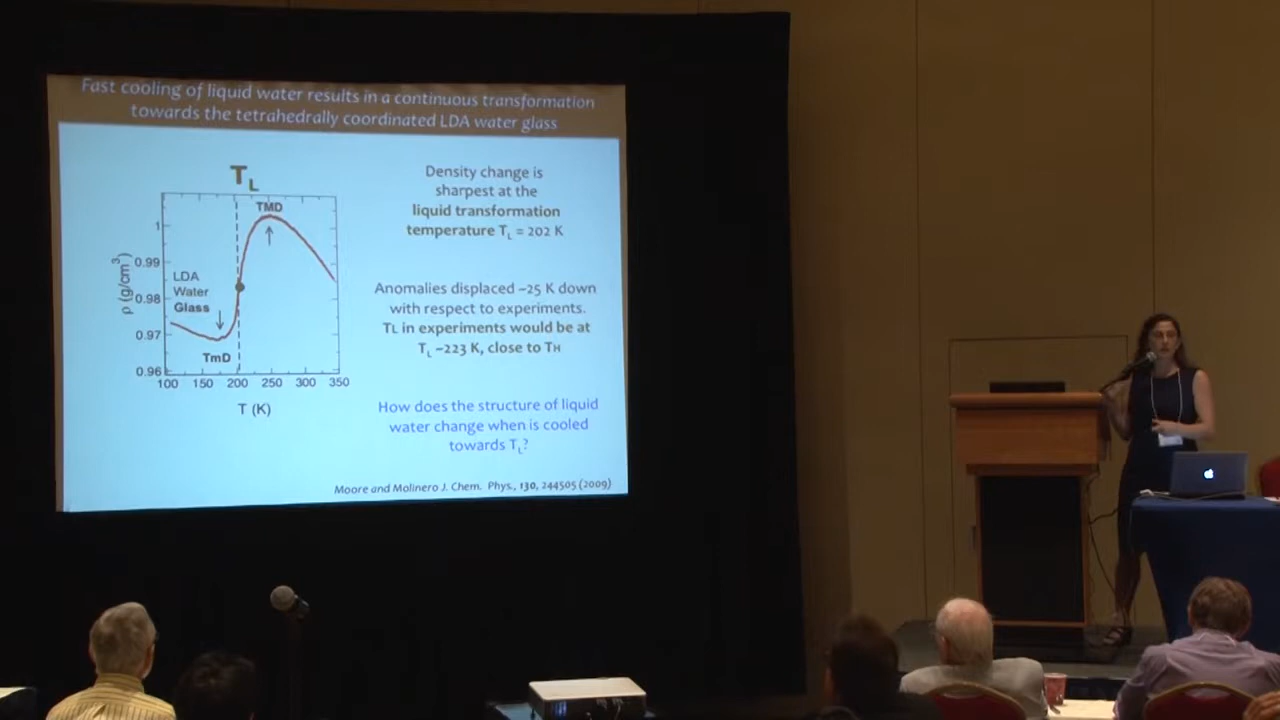 Fast cooling of liquid water results in a continuous transformation
towards the tetrahedrally coordinated LDA water glass
TL
TMD
LDA
Water
Glass
TmD
ρ (g/cm3)
1
0.99
0.98
0.97
0.96
100 150 200 250 300 350
T (K)
Density change is
sharpest at the
liquid transformation
temperature TL = 202 K
Anomalies displaced ~25 K down
with respect to experiments.
TL in experiments would be at
TL ~223 K, close to TH
How does the structure of liquid
water change when is cooled
towards TL?
Moore and Molinero J. Chem. Phys., 130, 244505 (2009)